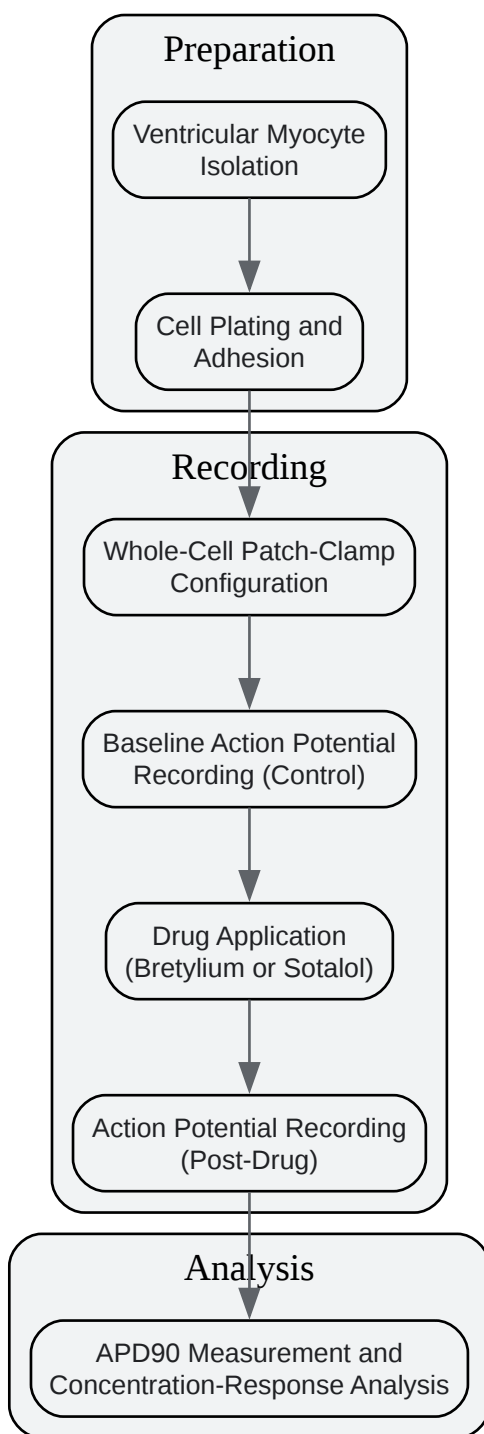 Preparation
Ventricular Myocyte
Isolation
Cell Plating and
Adhesion
Recording
Whole-Cell Patch-Clamp
Configuration
Baseline Action Potential
Recording (Control)
Drug Application
(Bretylium or Sotalol)
Action Potential Recording
(Post-Drug)
Analysis
APD90 Measurement and
Concentration-Response Analysis